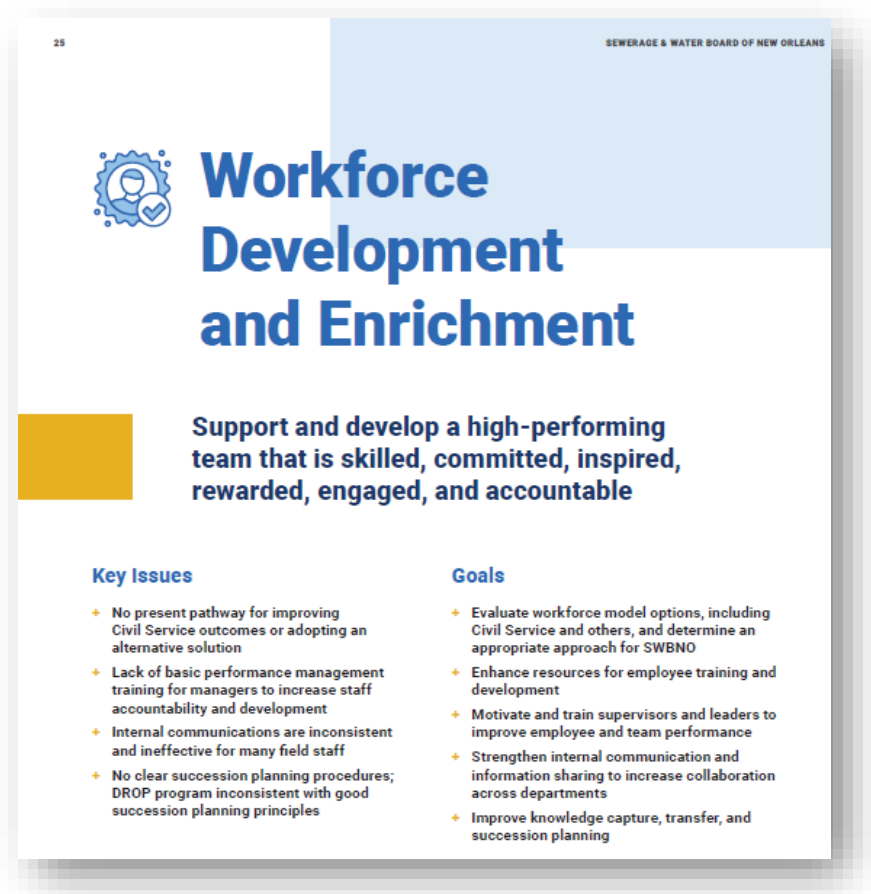 25
SEWERAGE & WATER BOARD OF NEW ORLEANS
Workforce
Development
and Enrichment
Support and develop a high-performing
team that is skilled, committed, inspired,
rewarded, engaged, and accountable
Key Issues
+ No present pathway for improving
Civil Service outcomes or adopting an
alternative solution
+ Lack of basic performance management
training for managers to increase staff
accountability and development
+ Internal communications are inconsistent
and ineffective for many field staff
+ No clear succession planning procedures;
DROP program inconsistent with good
succession planning principles
Goals
+ Evaluate workforce model options, including
Civil Service and others, and determine an
appropriate approach for SWBNO
+ Enhance resources for employee training and
development
+ Motivate and train supervisors and leaders to
improve employee and team performance
+ Strengthen internal communication and
information sharing to increase collaboration
across departments
+ Improve knowledge capture, transfer, and
succession planning